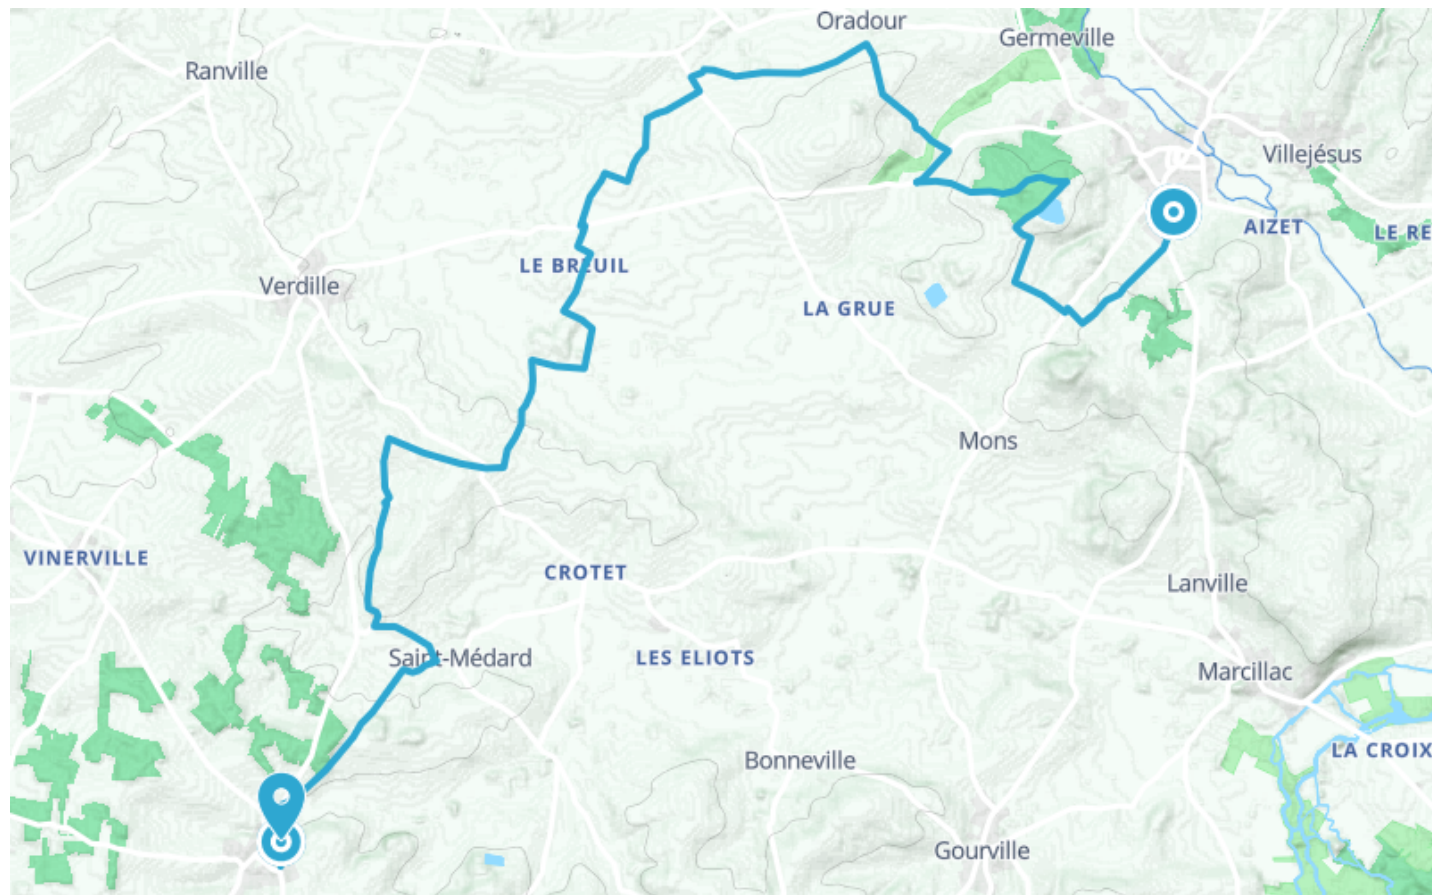 Oradour
Germeville
Ranville
Villejésus
AIZET
LE RE
LE BREUIL
Verdille
LA GRUE
Mons
VINERVILLE
CROTET
Lanville
Saint-Médard
LES ELIOTS
Marcillac
LA CROIX
Bonneville
Gourville